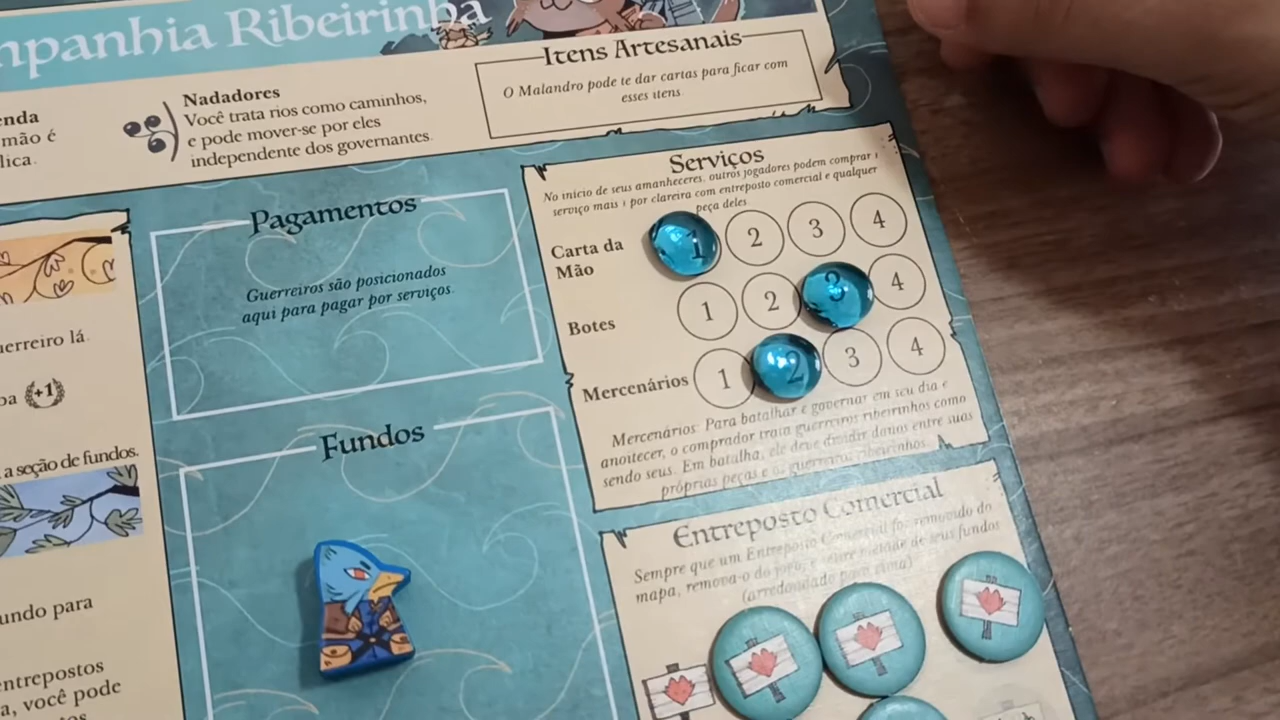 mpanhia Ribeirinha
enda
mão é
lica.
Nadadores
Você trata rios como caminhos,
e pode mover-se por eles
independente dos governantes.
Itens Artesanais
O Malandro pode te dar cartas para ficar com
esses itens
Pagamentos
Guerreiros são posicionados
aqui para pagar por serviços.
Serviços
No início de seus amanheceres, outros jogadores podem comprar 1
serviço mais 1 por clareira com entreposto comercial e qualquer
peça deles.
Carta da
Mão
1 2 3 4
Botes
1 2 3 4
Mercenários
1 2 3 4
Mercenários: Para batalhar e governar em seu dia e
anoitecer, o comprador trata guerreiros ribeirinhos como
sendo seus. Em batalha, ele deve dividir danos entre suas
próprias peças e os guerreiros ribeirinhos.
erreiro lá.
pa +1
a seção de fundos.
undo para
entrepostos
a, você pode
Fundos
Entreposto Comercial
Sempre que um Entreposto Comercial for removido do
mapa, remova-o do jogo, e metade de seus fundos
(arredondado para cima)